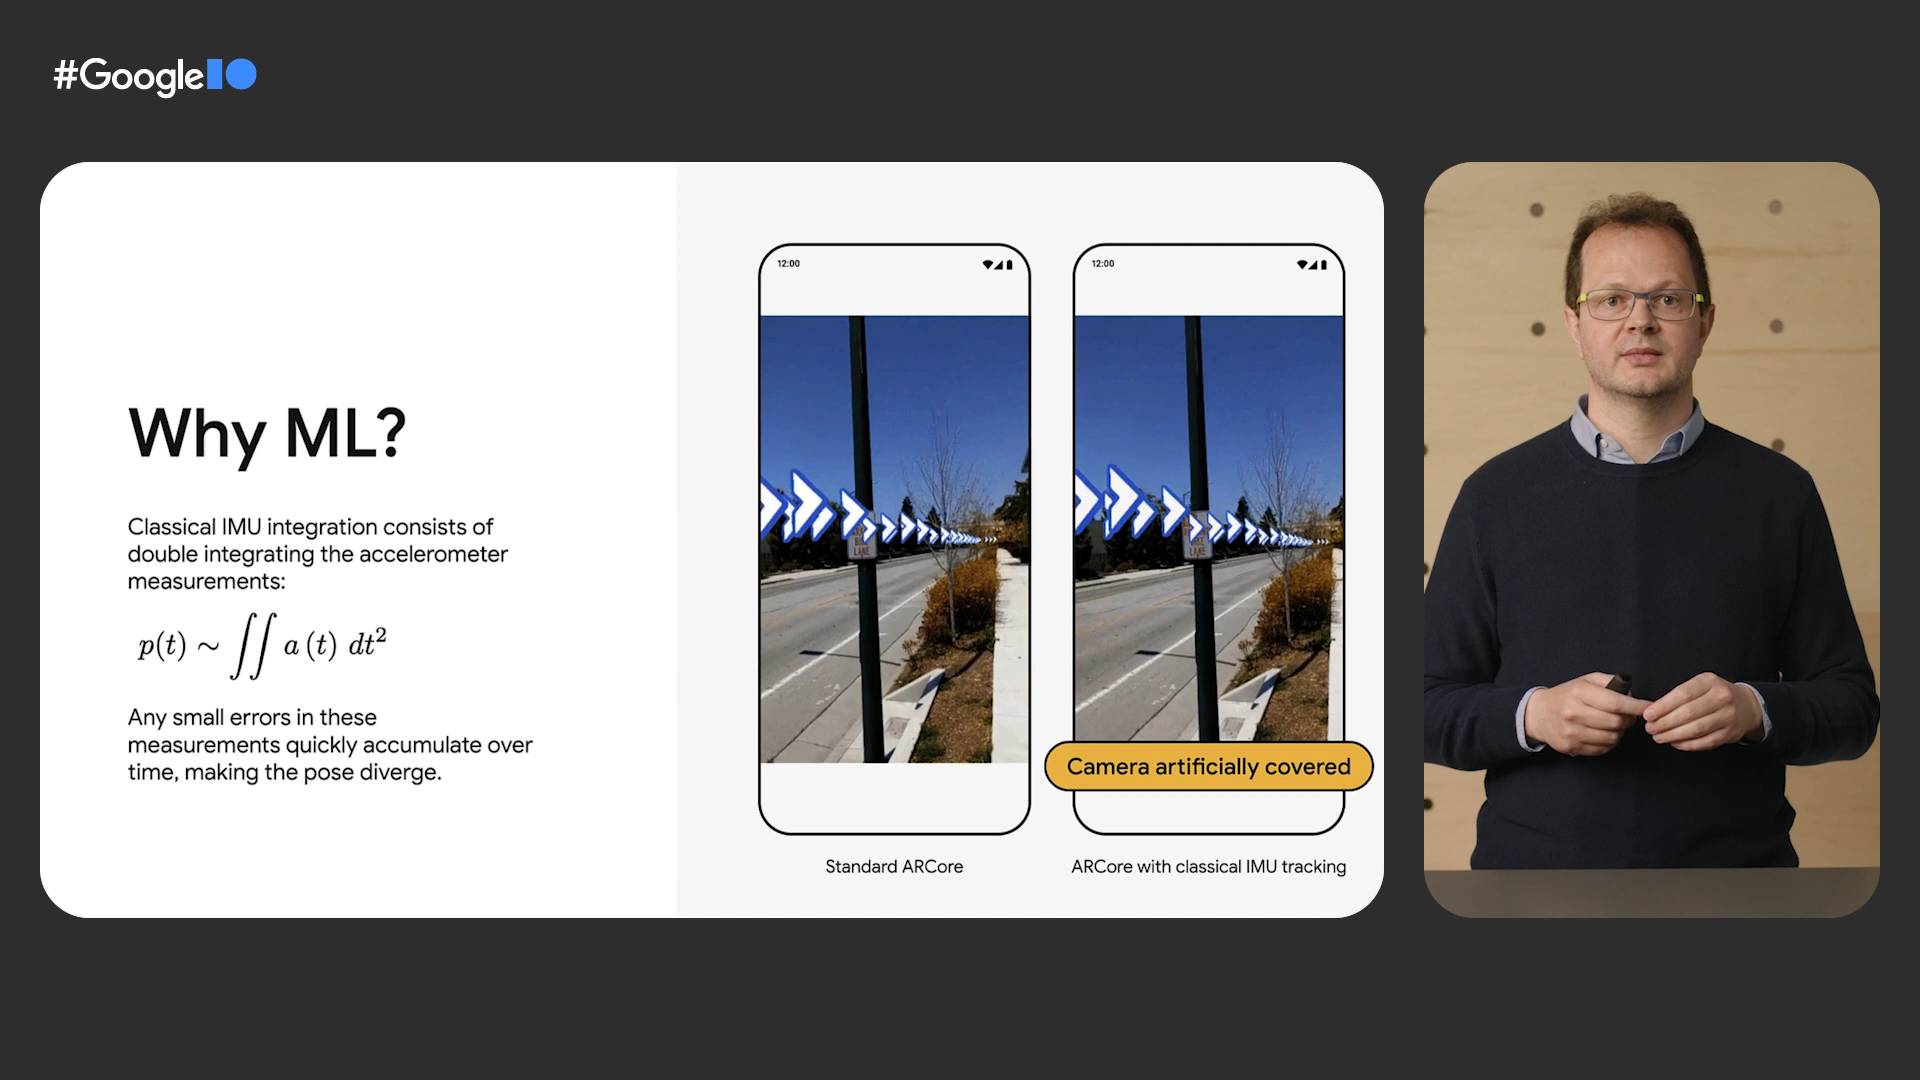 #GoogleIO
Why ML?
Classical IMU integration consists of
double integrating the accelerometer
measurements:
p(t) ~ ∬ a (t) dt²
Any small errors in these
measurements quickly accumulate over
time, making the pose diverge.
12:00
LANE
Standard ARCore
12:00
LANE
Camera artificially covered
ARCore with classical IMU tracking